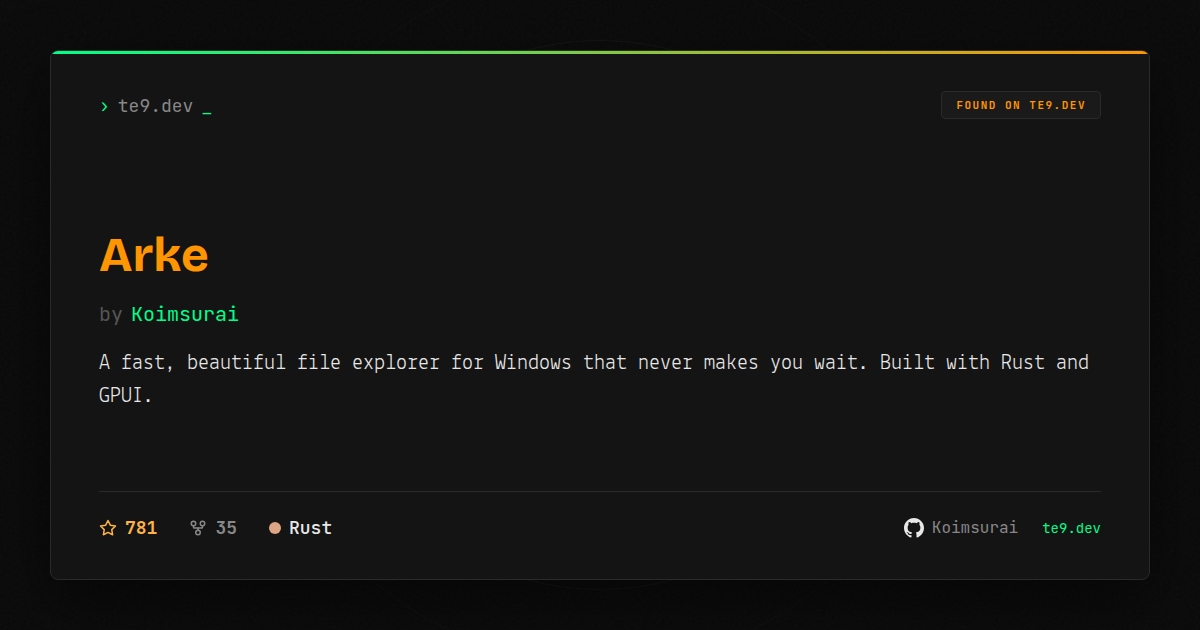 › te9.dev _
FOUND ON TE9.DEV
Arke
by Koimsurai
A fast, beautiful file explorer for Windows that never makes you wait. Built with Rust and
GPUI.
781 35 Rust
Koimsurai te9.dev